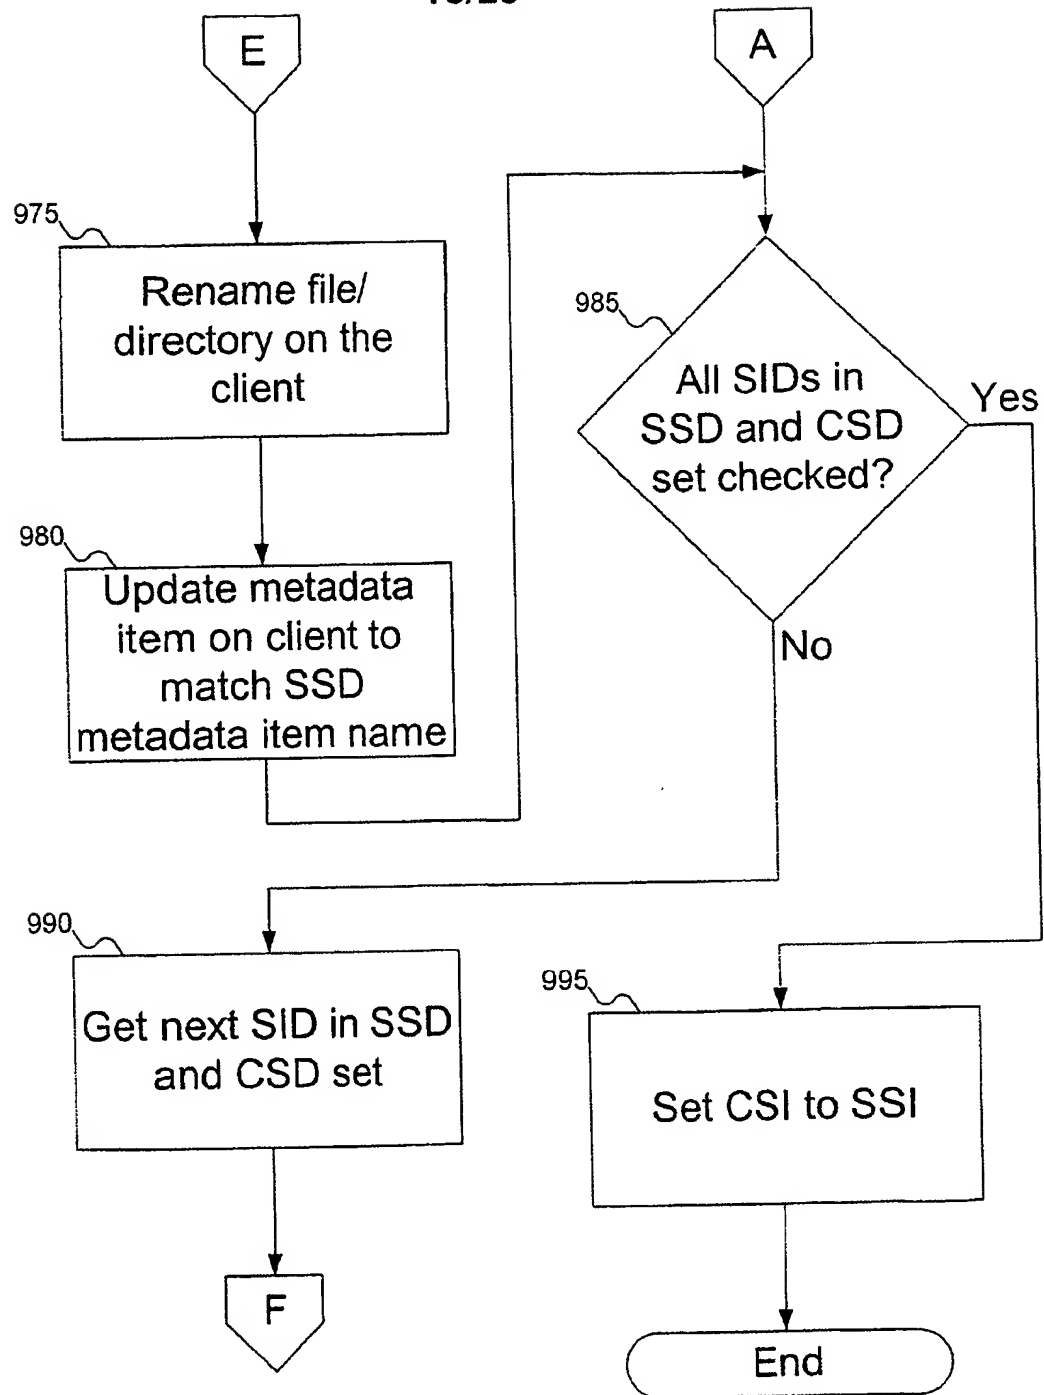 E
A
975
Rename file/
directory on the
client
985
All SIDs in
SSD and CSD
set checked?
Yes
980
Update metadata
item on client to
match SSD
metadata item name
No
990
Get next SID in SSD
and CSD set
995
Set CSI to SSI
F
End